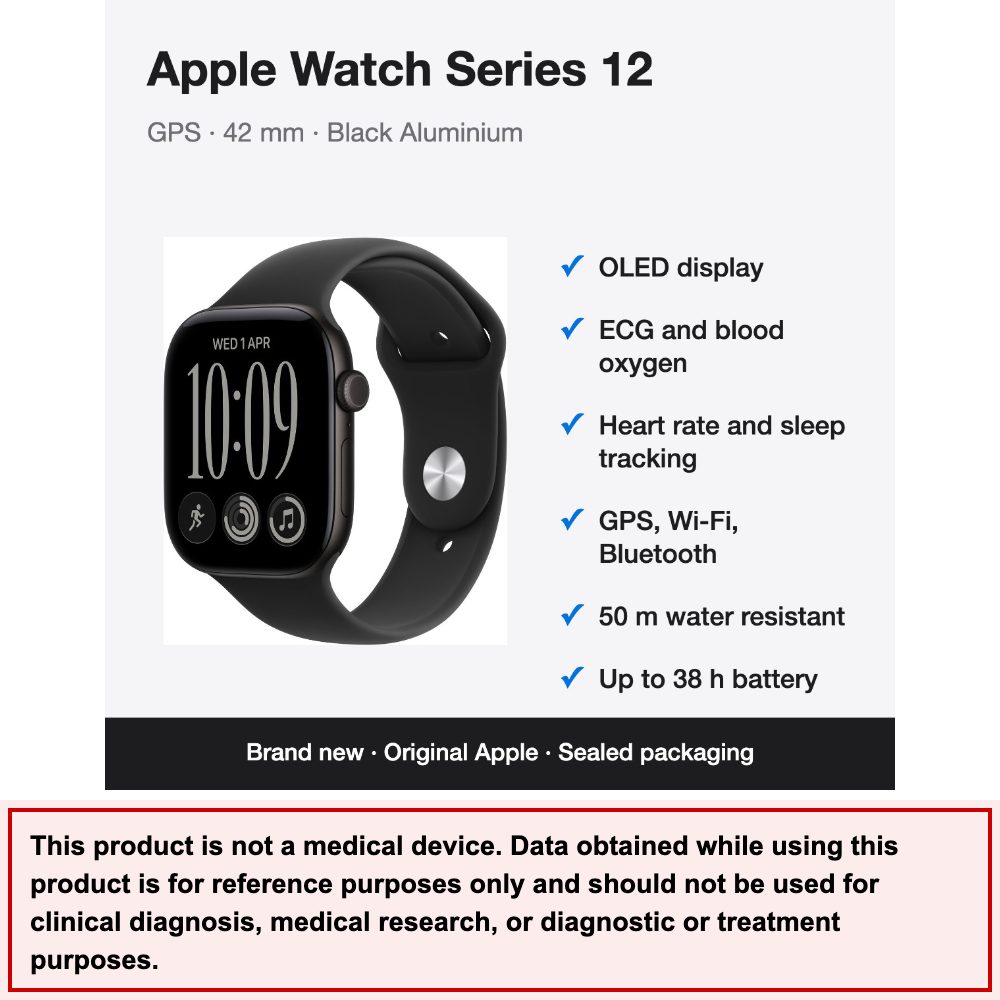 Apple Watch Series 12
GPS · 42 mm · Black Aluminium
WED 1 APR
10:09
OLED display
ECG and blood
oxygen
Heart rate and sleep
tracking
GPS, Wi-Fi,
Bluetooth
50 m water resistant
Up to 38 h battery
Brand new · Original Apple · Sealed packaging
This product is not a medical device. Data obtained while using this
product is for reference purposes only and should not be used for
clinical diagnosis, medical research, or diagnostic or treatment
purposes.